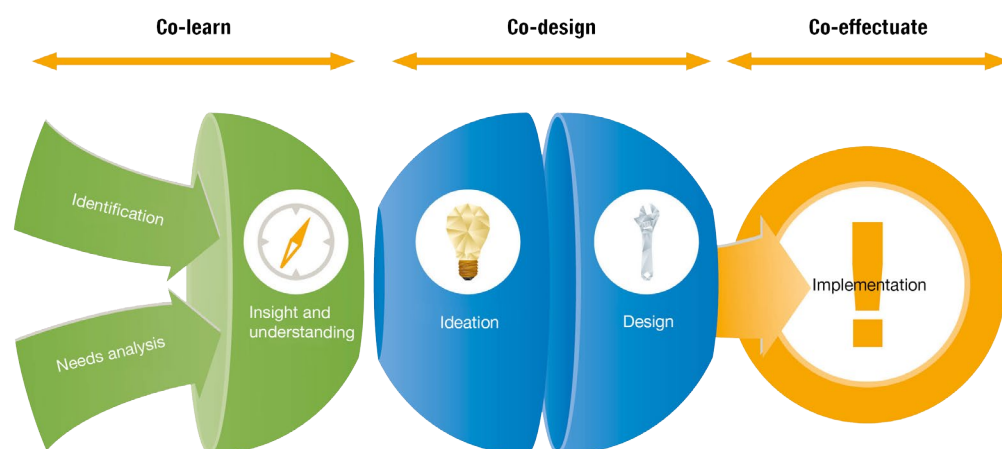 Co-learn
Co-design
Co-effectuate
Identification
Needs analysis
Insight and
understanding
Ideation
Design
Implementation
!